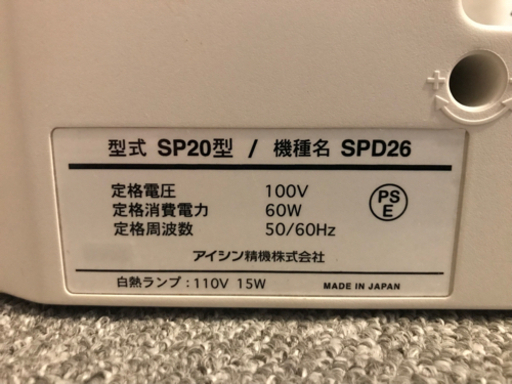 型式 SP20型 / 機種名 SPD26
定格電圧 100V
定格消費電力 60W
定格周波数 50/60Hz
PS
E
アイシン精機株式会社
白熱ランプ：110V 15W MADE IN JAPAN